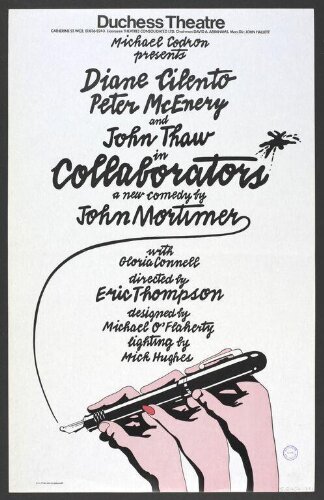 Duchess Theatre
Michael Codron
presents
Diane Cilento
Peter McEnery
and
John Thaw
in
Collaborators
a new comedy by
John Mortimer
with
Gloria Connell
directed by
Eric Thompson
designed by
Michael O'Flaherty
lighting by
Mick Hughes